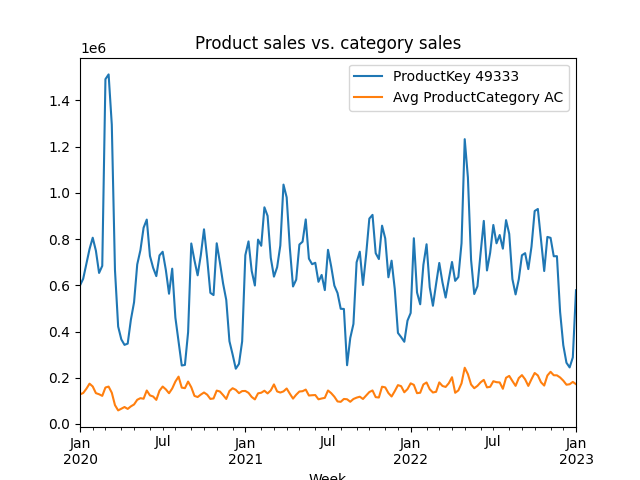 Product sales vs. category sales
1e6
ProductKey 49333
Avg ProductCategory AC
1.4
1.2
1.0
0.8
0.6
0.4
0.2
0.0
Jan Jul Jan Jul Jan Jul Jan
2020 2021 2022 2023
Week